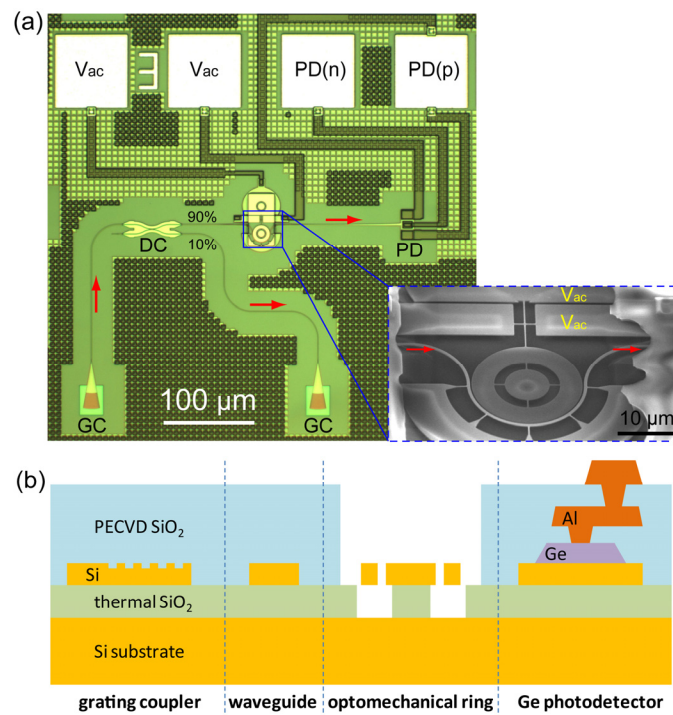 (a)
Vac Vac PD(n) PD(p)
90%
DC
10%
PD
Vac
Vac
100 µm
10 µm
GC GC
(b)
PECVD SiO2
Al
Ge
Si
thermal SiO2
Si substrate
grating coupler waveguide optomechanical ring Ge photodetector